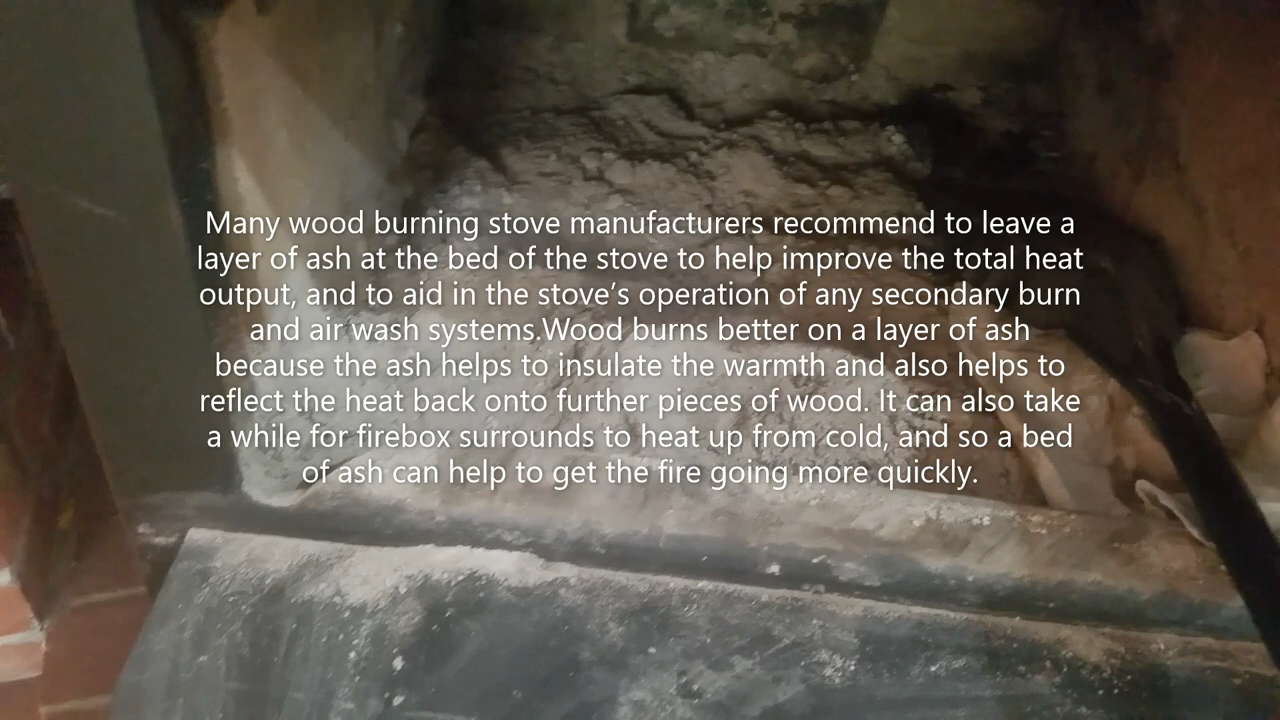 Many wood burning stove manufacturers recommend to leave a
layer of ash at the bed of the stove to help improve the total heat
output, and to aid in the stove’s operation of any secondary burn
and air wash systems.Wood burns better on a layer of ash
because the ash helps to insulate the warmth and also helps to
reflect the heat back onto further pieces of wood. It can also take
a while for firebox surrounds to heat up from cold, and so a bed
of ash can help to get the fire going more quickly.